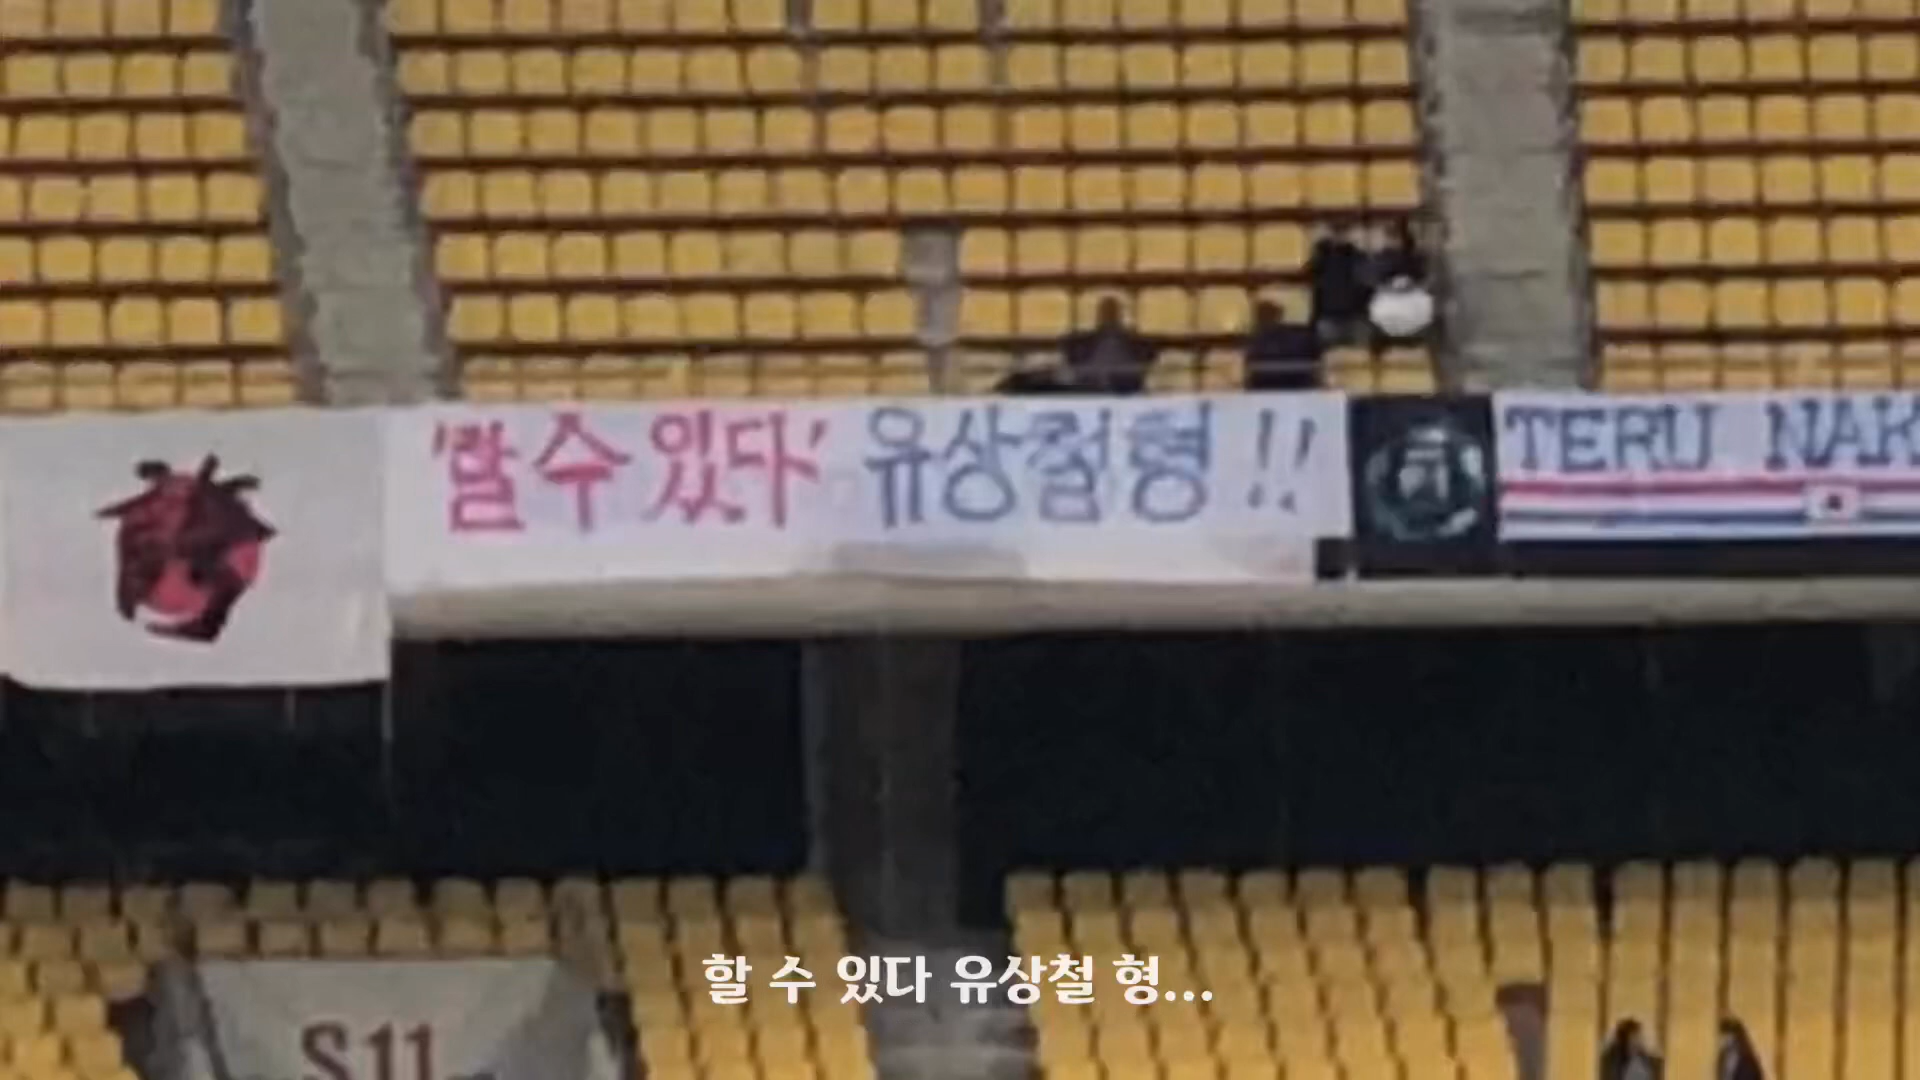 '할 수 있다' 유상철 형 !!
TERU NAK
할 수 있다 유상철 형...
S11